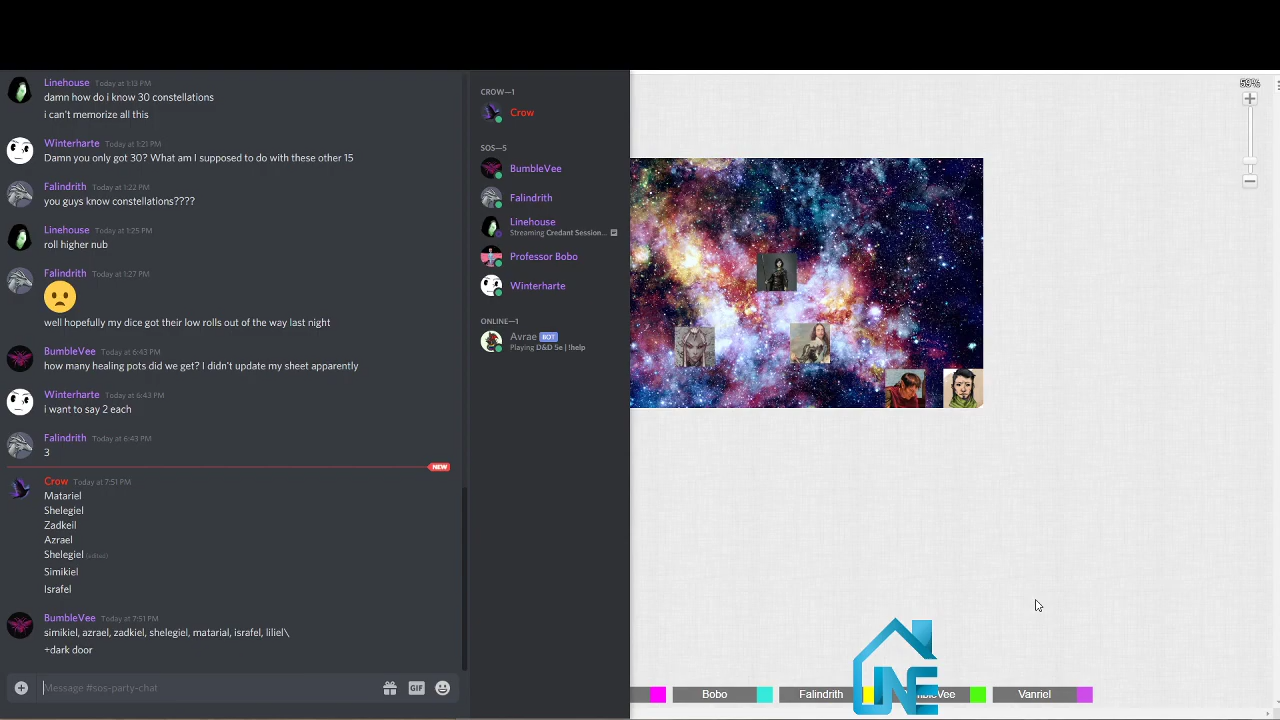 Linehouse Today at 1:13 PM
damn how do i know 30 constellations
i can't memorize all this
Winterharte Today at 1:21 PM
Damn you only got 30? What am I supposed to do with these other 15
Falindrith Today at 1:22 PM
you guys know constellations????
Linehouse Today at 1:25 PM
roll higher nub
Falindrith Today at 1:27 PM
well hopefully my dice got their low rolls out of the way last night
BumbleVee Today at 6:43 PM
how many healing pots did we get? I didn't update my sheet apparently
Winterharte Today at 6:43 PM
i want to say 2 each
Falindrith Today at 6:43 PM
3
NEW
Crow Today at 7:51 PM
Matariel
Shelegiel
Zadkeil
Azrael
Shelegiel (edited)
Simikiel
Israfel
BumbleVee Today at 7:51 PM
simikiel, azrael, zadkiel, shelegiel, matarial, israfel, liliel\
+dark door
Message #sos-party-chat
GIF
CROW—1
Crow
SOS—5
BumbleVee
Falindrith
Linehouse
Streaming Credant Session...
Professor Bobo
Winterharte
ONLINE—1
Avrae BOT
Playing D&D 5e | !help
59%
Bobo
Falindrith
Vee
Vanriel